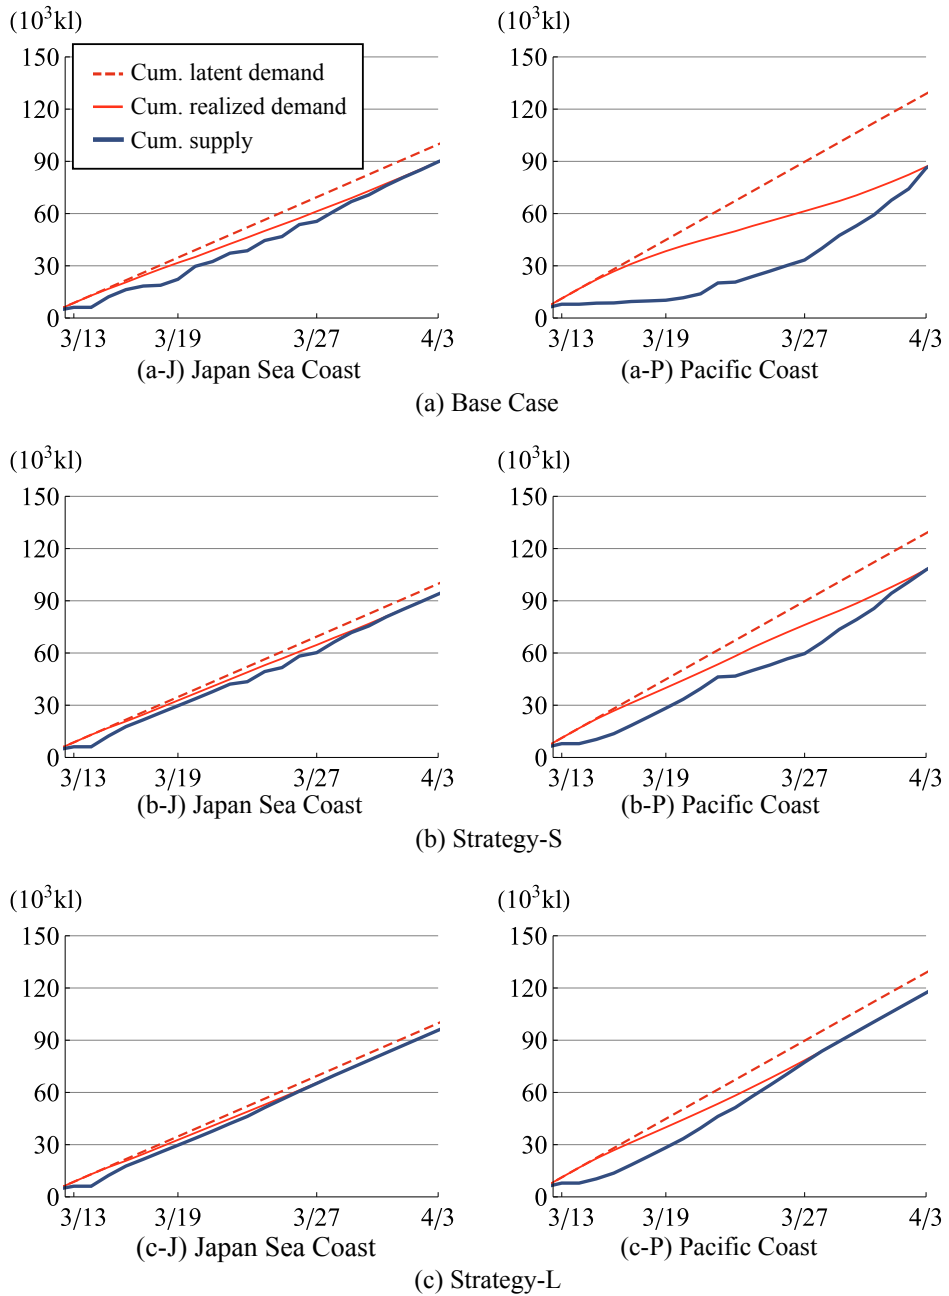 (10³kl) (10³kl)
150 150
Cum. latent demand
Cum. realized demand
Cum. supply
120 120
90 90
60 60
30 30
0 0
3/13 3/19 3/27 4/3 3/13 3/19 3/27 4/3
(a-J) Japan Sea Coast (a-P) Pacific Coast
(a) Base Case
(10³kl) (10³kl)
150 150
120 120
90 90
60 60
30 30
0 0
3/13 3/19 3/27 4/3 3/13 3/19 3/27 4/3
(b-J) Japan Sea Coast (b-P) Pacific Coast
(b) Strategy-S
(10³kl) (10³kl)
150 150
120 120
90 90
60 60
30 30
0 0
3/13 3/19 3/27 4/3 3/13 3/19 3/27 4/3
(c-J) Japan Sea Coast (c-P) Pacific Coast
(c) Strategy-L